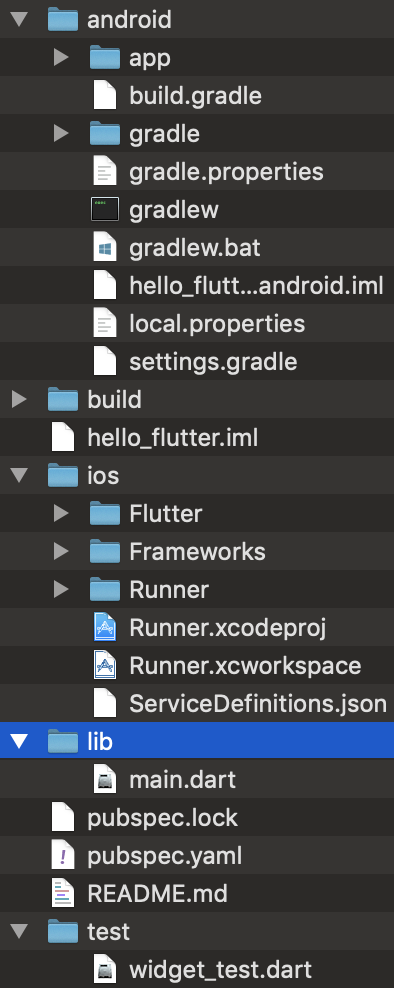 android
app
build.gradle
gradle
gradle.properties
gradlew
gradlew.bat
hello_flutt...android.iml
local.properties
settings.gradle
build
hello_flutter.iml
ios
Flutter
Frameworks
Runner
Runner.xcodeproj
Runner.xcworkspace
ServiceDefinitions.json
lib
main.dart
pubspec.lock
pubspec.yaml
README.md
test
widget_test.dart